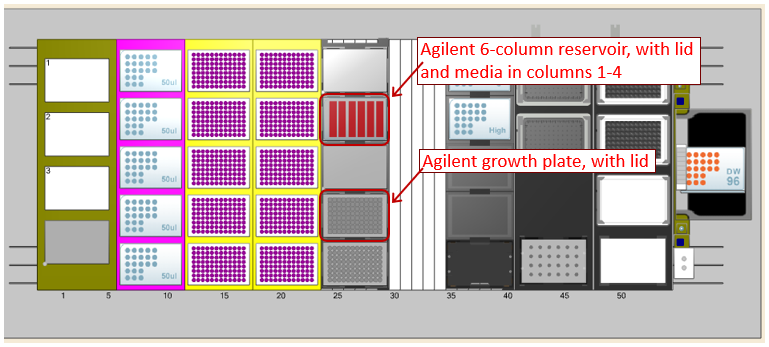 Agilent 6-column reservoir, with lid
and media in columns 1-4
Agilent growth plate, with lid
1
2
3
50ul
50ul
50ul
50ul
50ul
High
DW
96
1 5 10 15 20 25 30 35 40 45 50